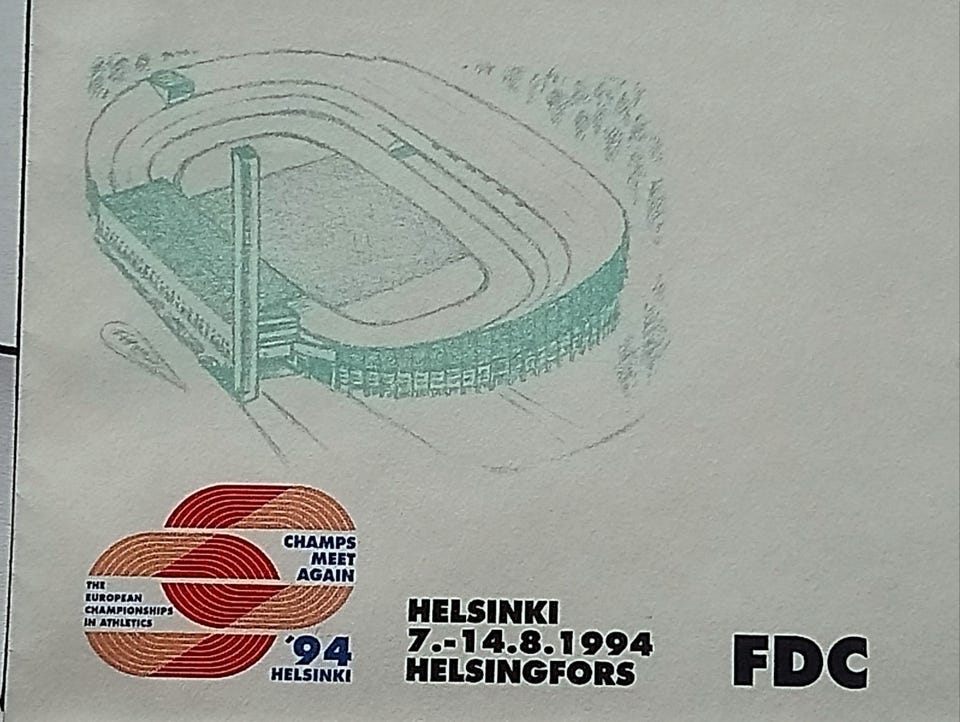 CHAMPS
MEET
AGAIN
THE
EUROPEAN
CHAMPIONSHIPS
IN ATHLETICS
'94
HELSINKI
HELSINKI
7.-14.8.1994
HELSINGFORS
FDC